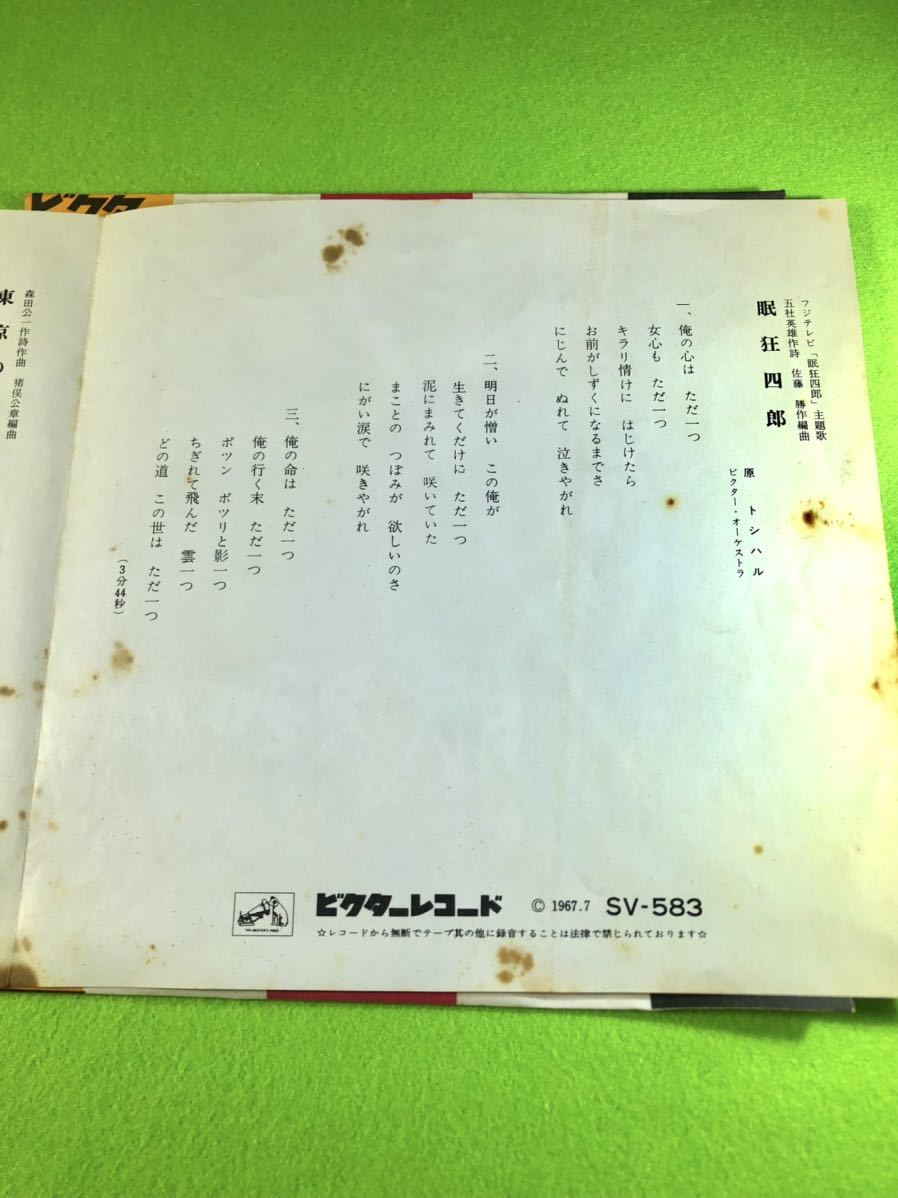 ビクター
フジテレビ「眠狂四郎」主題歌
五社英雄作詩　佐藤　勝作編曲
眠狂四郎
原　トシハル
ビクター・オーケストラ
一、俺の心は　ただ一つ
女心も　ただ一つ
キラリ情けに　はじけたら
お前がしずくになるまでさ
にじんで　ぬれて　泣きやがれ
二、明日が憎い　この俺が
生きてくだけに　ただ一つ
泥にまみれて　咲いていた
まことの　つぼみが　欲しいのさ
にがい涙で　咲きやがれ
三、俺の命は　ただ一つ
俺の行く末　ただ一つ
ポツン　ポツリと影一つ
ちぎれて飛んだ　雲一つ
どの道　この世は　ただ一つ
（3分44秒）
森田公一作詩作曲　猪俣公章編曲
東京の
"HIS MASTER'S VOICE"
ビクターレコード　© 1967.7　SV-583
☆レコードから無断でテープ其の他に録音することは法律で禁じられております☆